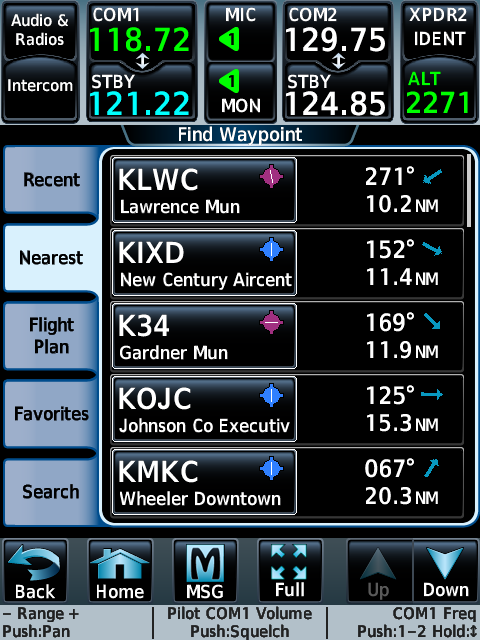 Audio &
Radios
COM1
118.72
STBY
121.22
MIC
1
1
MON
COM2
129.75
STBY
124.85
XPDR2
IDENT
ALT
2271
Intercom
Find Waypoint
Recent
Nearest
Flight
Plan
Favorites
Search
KLWC
Lawrence Mun
271°
10.2NM
KIXD
New Century Aircent
152°
11.4NM
K34
Gardner Mun
169°
11.9NM
KOJC
Johnson Co Executiv
125°
15.3NM
KMKC
Wheeler Downtown
067°
20.3NM
Back
Home
MSG
Full
Up
Down
– Range +
Push:Pan
Pilot COM1 Volume
Push:Squelch
COM1 Freq
Push:1–2 Hold:↕